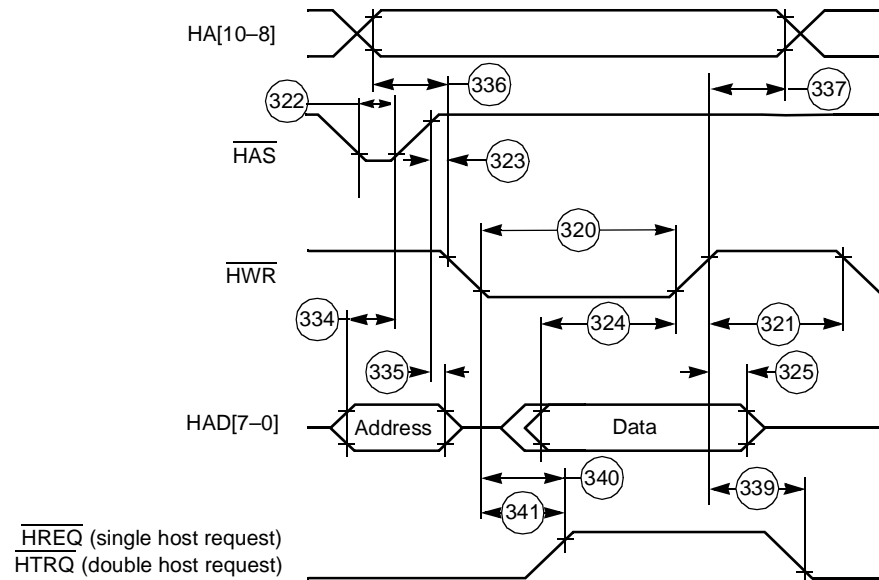 HA[10–8]
336
337
322
HAS
323
320
HWR
334
324
321
335
325
HAD[7–0]
Address
Data
340
341
339
HREQ (single host request)
HTRQ (double host request)